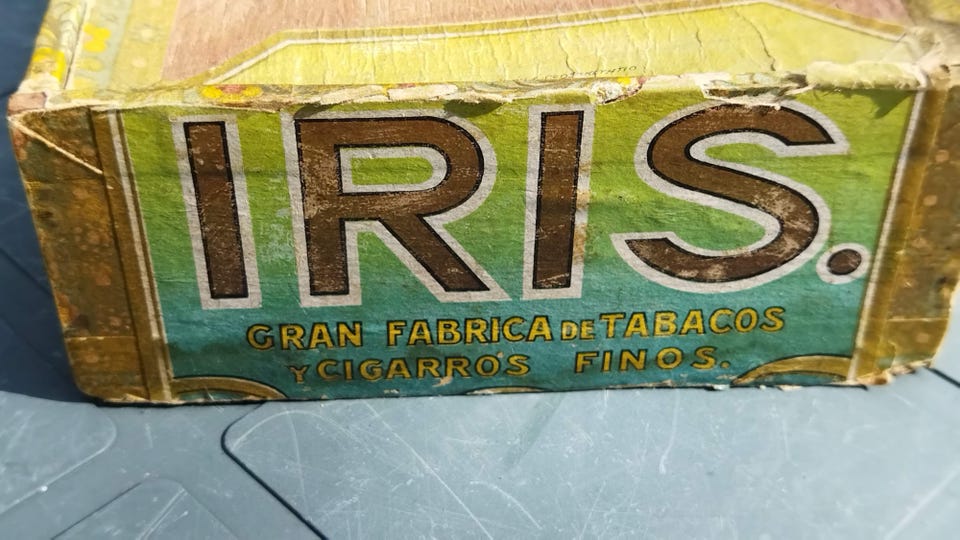 IRIS.
GRAN FABRICA DE TABACOS
Y CIGARROS FINOS.